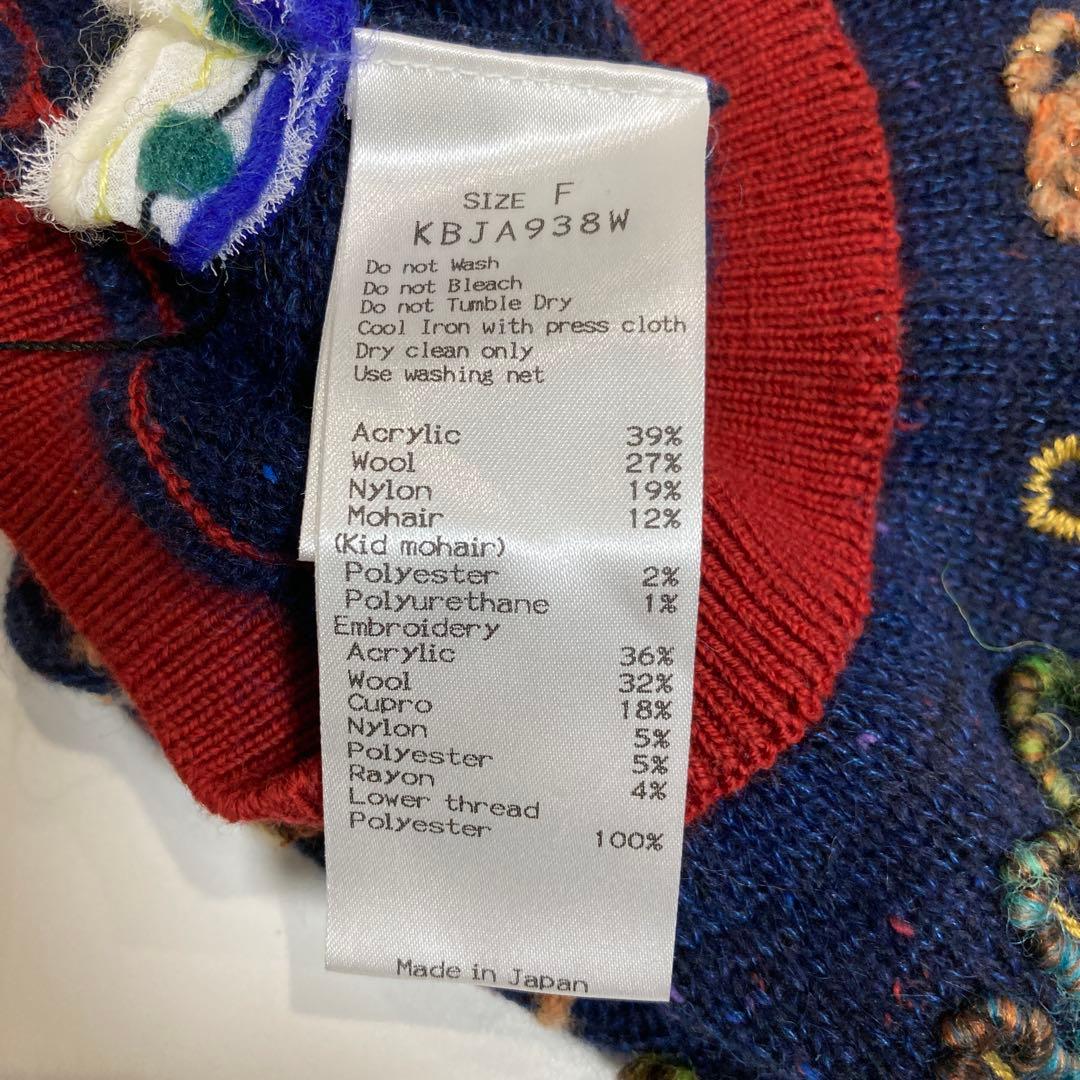 SIZE F
KBJA938W
Do not Wash
Do not Bleach
Do not Tumble Dry
Cool Iron with press cloth
Dry clean only
Use washing net
Acrylic 39%
Wool 27%
Nylon 19%
Mohair 12%
(Kid mohair)
Polyester 2%
Polyurethane 1%
Embroidery
Acrylic 36%
Wool 32%
Cupro 18%
Nylon 5%
Polyester 5%
Rayon 4%
Lower thread
Polyester 100%
Made in Japan